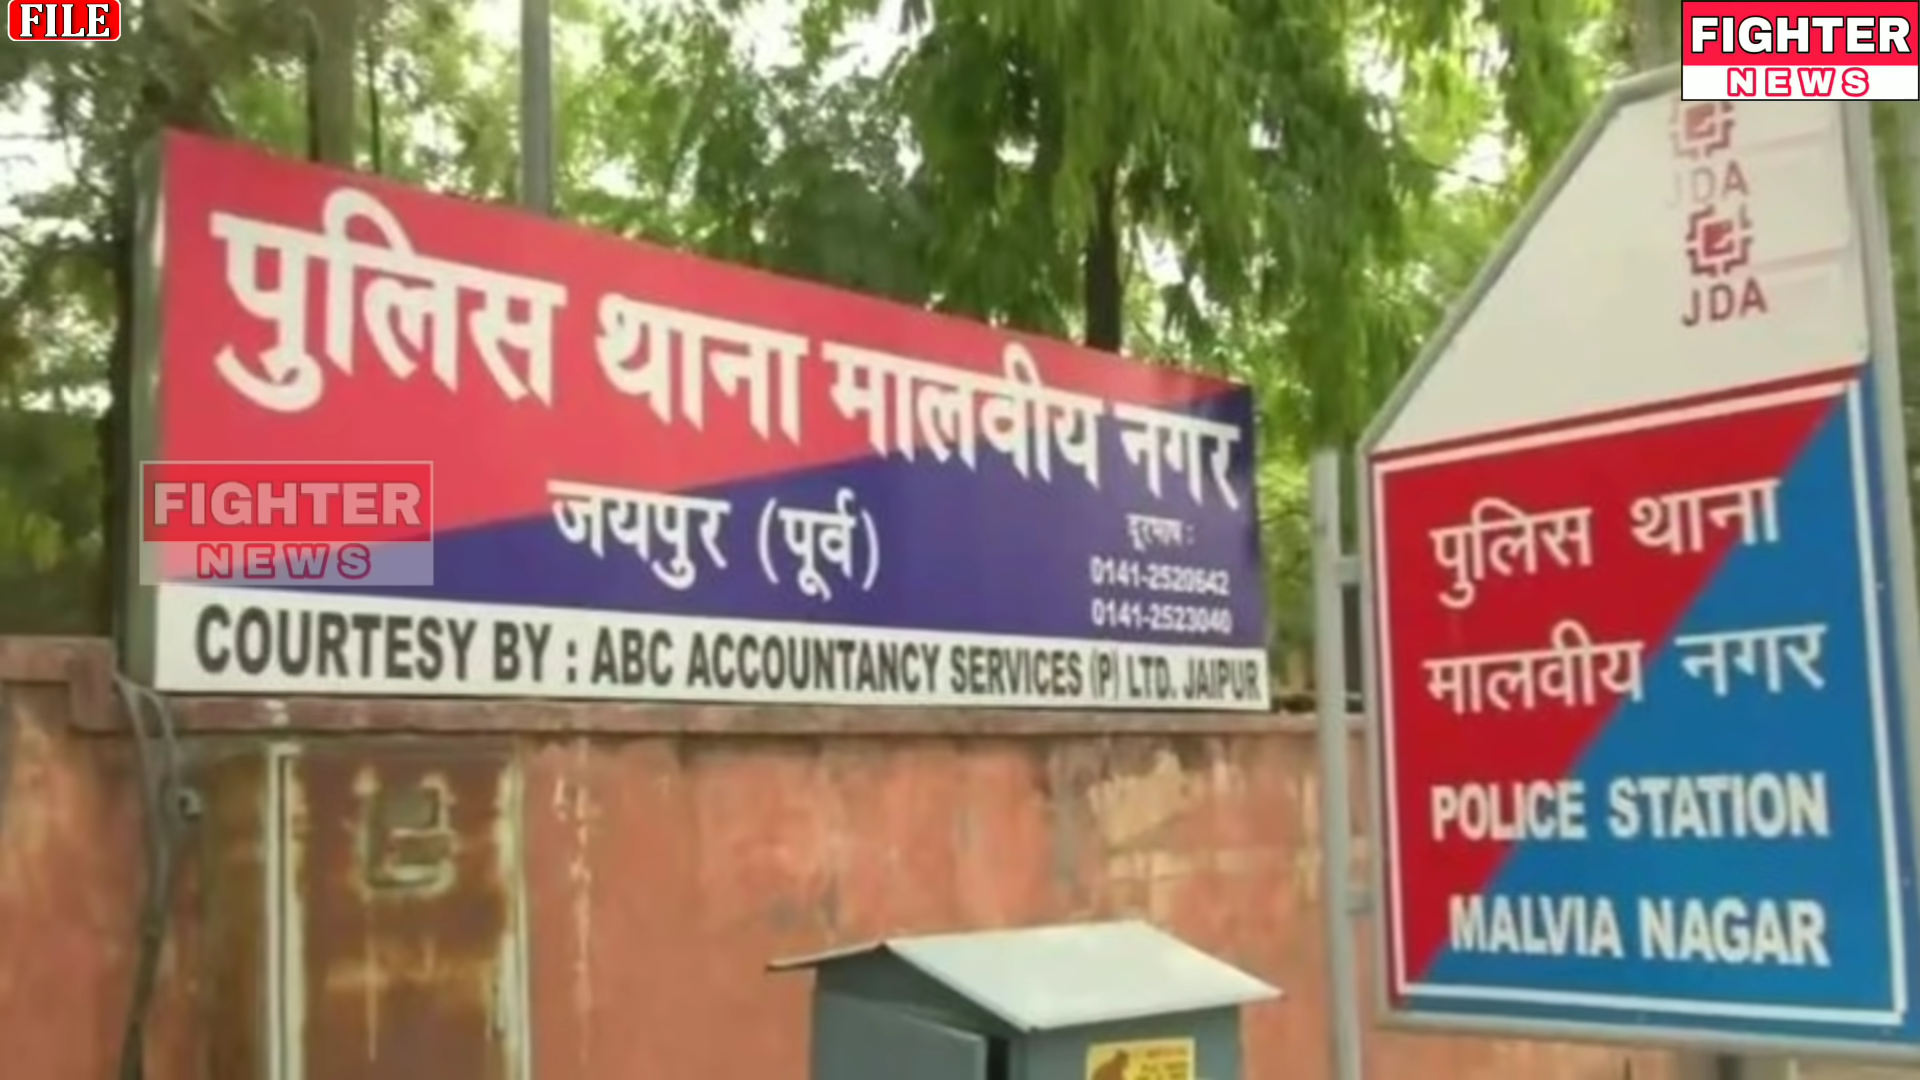 FILE
FIGHTER
NEWS
पुलिस थाना मालवीय नगर
जयपुर (पूर्व)
दूरभाष :
0141-2520642
0141-2523040
COURTESY BY : ABC ACCOUNTANCY SERVICES (P) LTD. JAIPUR
FIGHTER
NEWS
JDA
JDA
पुलिस थाना
मालवीय नगर
POLICE STATION
MALVIA NAGAR